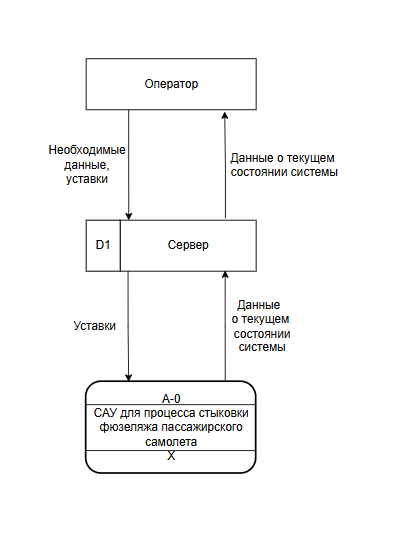 Оператор
Необходимые
данные,
уставки
Данные о текущем
состоянии системы
D1
Сервер
Уставки
Данные
о текущем
состоянии
системы
A-0
САУ для процесса стыковки
фюзеляжа пассажирского
самолета
X